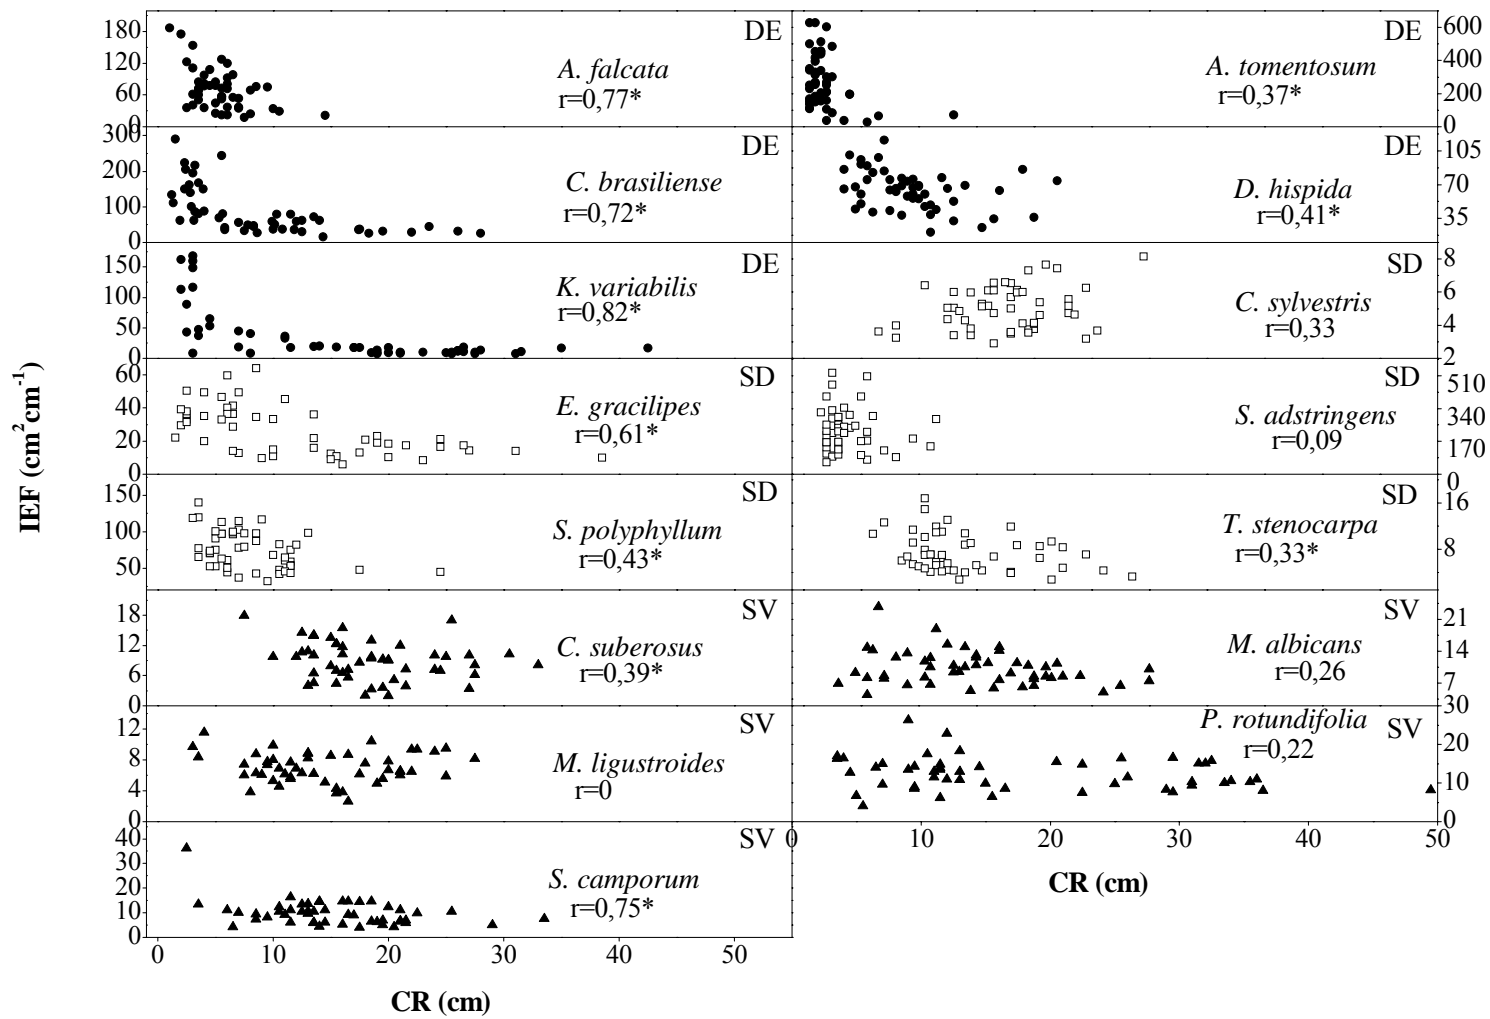 IEF (cm²cm⁻¹)
180
120
60
0
DE
A. falcata
r=0,77*
600
400
200
0
DE
A. tomentosum
r=0,37*
300
200
100
0
DE
C. brasiliense
r=0,72*
105
70
35
DE
D. hispida
r=0,41*
150
100
50
0
DE
K. variabilis
r=0,82*
8
6
4
2
SD
C. sylvestris
r=0,33
60
40
20
0
SD
E. gracilipes
r=0,61*
510
340
170
0
SD
S. adstringens
r=0,09
150
100
50
SD
S. polyphyllum
r=0,43*
16
8
SD
T. stenocarpa
r=0,33*
18
12
6
0
SV
C. suberosus
r=0,39*
21
14
7
SV
M. albicans
r=0,26
12
8
4
0
SV
M. ligustroides
r=0
30
20
10
0
P. rotundifolia
SV
r=0,22
0 10 20 30 40 50
CR (cm)
40
30
20
10
0
SV
S. camporum
r=0,75*
0 10 20 30 40 50
CR (cm)